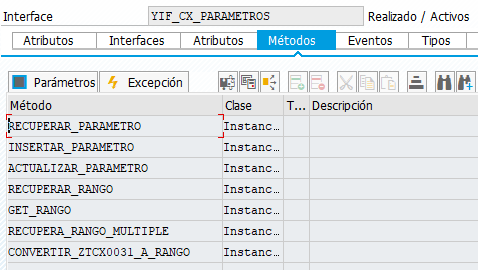 Interface YIF_CX_PARAMETROS Realizado / Activos
Atributos Interfaces Atributos Métodos Eventos Tipos
Parámetros Excepción
Método Clase T... Descripción
RECUPERAR_PARAMETRO Instanc...
INSERTAR_PARAMETRO Instanc...
ACTUALIZAR_PARAMETRO Instanc...
RECUPERAR_RANGO Instanc...
GET_RANGO Instanc...
RECUPERA_RANGO_MULTIPLE Instanc...
CONVERTIR_ZTCX0031_A_RANGO Instanc...